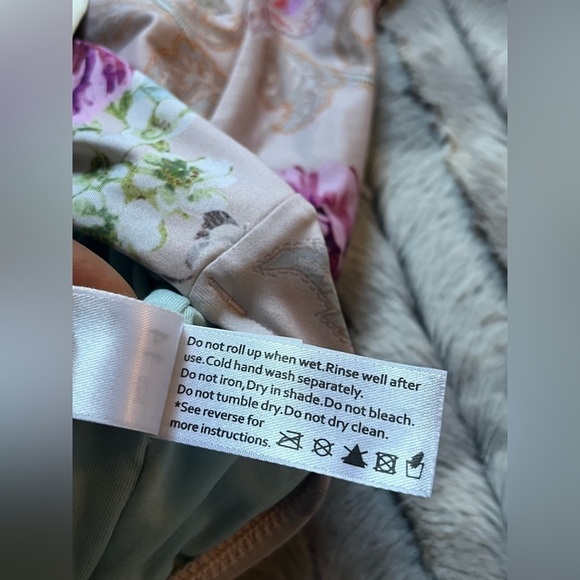 Do not roll up when wet.Rinse well after
use.Cold hand wash separately.
Do not iron,Dry in shade.Do not bleach.
Do not tumble dry.Do not dry clean.
*See reverse for
more instructions.